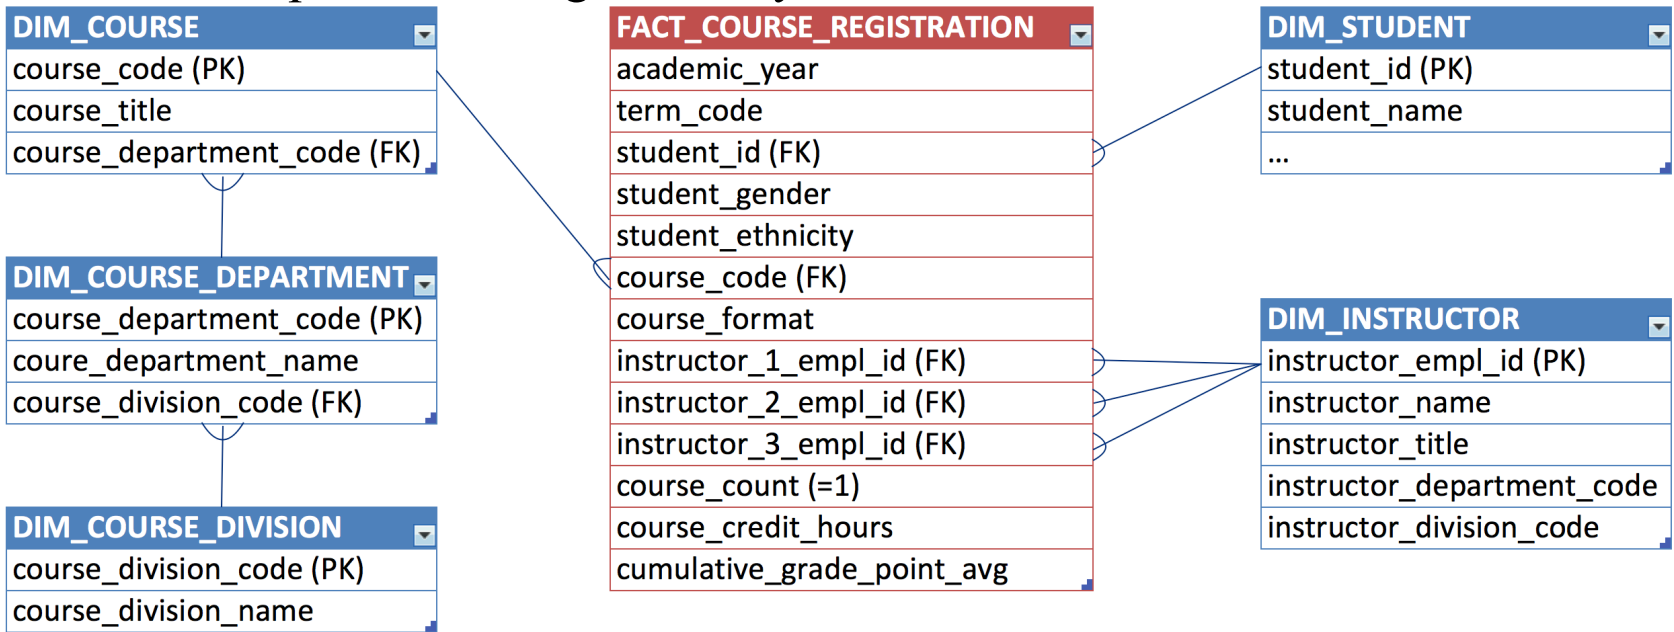 DIM_COURSE
course_code (PK)
course_title
course_department_code (FK)
DIM_COURSE_DEPARTMENT
course_department_code (PK)
coure_department_name
course_division_code (FK)
DIM_COURSE_DIVISION
course_division_code (PK)
course_division_name
FACT_COURSE_REGISTRATION
academic_year
term_code
student_id (FK)
student_gender
student_ethnicity
course_code (FK)
course_format
instructor_1_empl_id (FK)
instructor_2_empl_id (FK)
instructor_3_empl_id (FK)
course_count (=1)
course_credit_hours
cumulative_grade_point_avg
DIM_STUDENT
student_id (PK)
student_name
...
DIM_INSTRUCTOR
instructor_empl_id (PK)
instructor_name
instructor_title
instructor_department_code
instructor_division_code